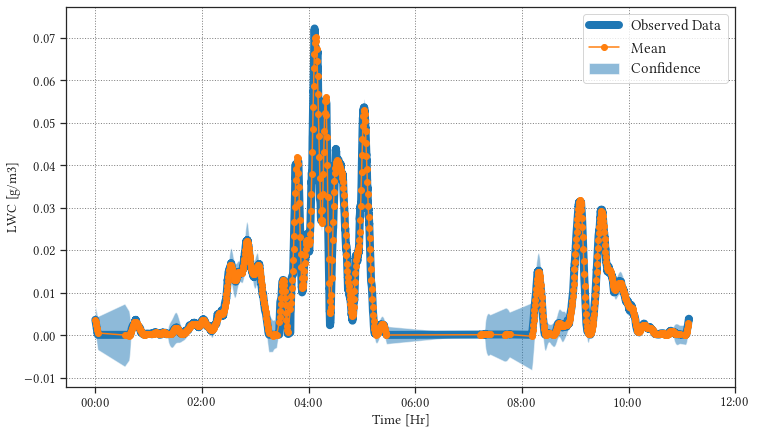 Observed Data
Mean
Confidence
0.07
0.06
0.05
0.04
0.03
0.02
0.01
0.00
−0.01
LWC [g/m3]
00:00 02:00 04:00 06:00 08:00 10:00 12:00
Time [Hr]